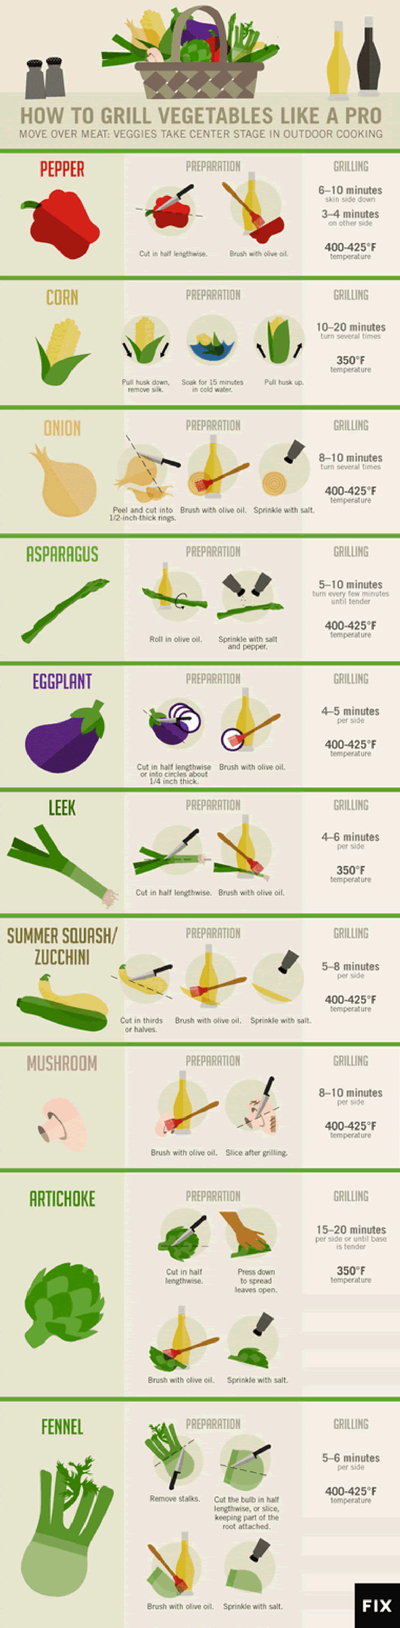 HOW TO GRILL VEGETABLES LIKE A PRO
MOVE OVER MEAT: VEGGIES TAKE CENTER STAGE IN OUTDOOR COOKING
PEPPER
PREPARATION
Cut in half lengthwise.
Brush with olive oil.
GRILLING
6–10 minutes
skin side down
3–4 minutes
on other side
400-425°F
temperature
CORN
PREPARATION
Pull husk down,
remove silk.
Soak for 15 minutes
in cold water.
Pull husk up.
GRILLING
10–20 minutes
turn several times
350°F
temperature
ONION
PREPARATION
Peel and cut into
1/2-inch-thick rings.
Brush with olive oil.
Sprinkle with salt.
GRILLING
8–10 minutes
turn several times
400-425°F
temperature
ASPARAGUS
PREPARATION
Roll in olive oil.
Sprinkle with salt
and pepper.
GRILLING
5–10 minutes
turn every few minutes
until tender
400-425°F
temperature
EGGPLANT
PREPARATION
Cut in half lengthwise
or into circles about
1/4 inch thick.
Brush with olive oil.
GRILLING
4–5 minutes
per side
400-425°F
temperature
LEEK
PREPARATION
Cut in half lengthwise.
Brush with olive oil.
GRILLING
4–6 minutes
per side
350°F
temperature
SUMMER SQUASH/
ZUCCHINI
PREPARATION
Cut in thirds
or halves.
Brush with olive oil.
Sprinkle with salt.
GRILLING
5–8 minutes
per side
400-425°F
temperature
MUSHROOM
PREPARATION
Brush with olive oil.
Slice after grilling.
GRILLING
8–10 minutes
per side
400-425°F
temperature
ARTICHOKE
PREPARATION
Cut in half
lengthwise.
Press down
to spread
leaves open.
Brush with olive oil.
Sprinkle with salt.
GRILLING
15–20 minutes
per side or until base
is tender
350°F
temperature
FENNEL
PREPARATION
Remove stalks.
Cut the bulb in half
lengthwise, or slice,
keeping part of the
root attached.
Brush with olive oil.
Sprinkle with salt.
GRILLING
5–6 minutes
per side
400-425°F
temperature
FIX